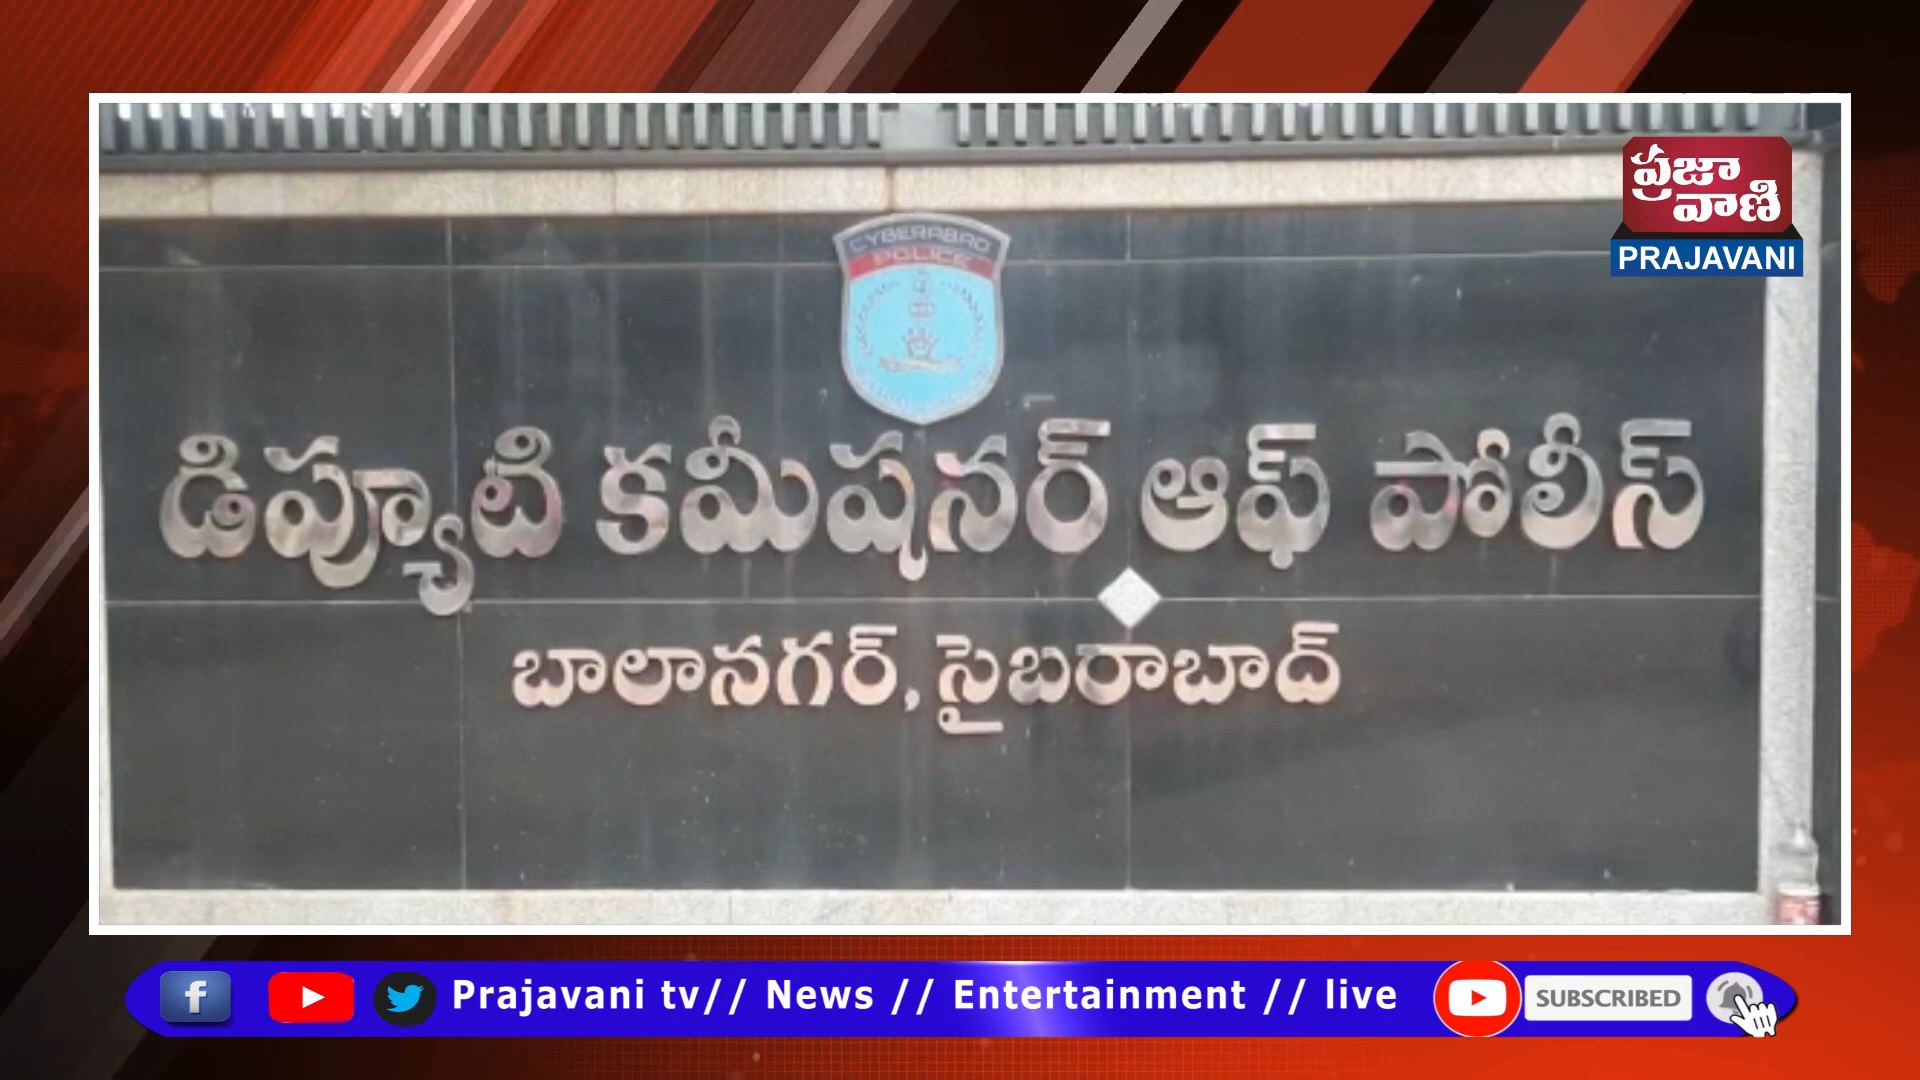 ప్రజా
వాణి
PRAJAVANI
CYBERABAD
POLICE
డిప్యూటి కమీషనర్ ఆఫ్ పోలీస్
బాలానగర్, సైబరాబాద్
f
Prajavani tv// News // Entertainment // live
SUBSCRIBED